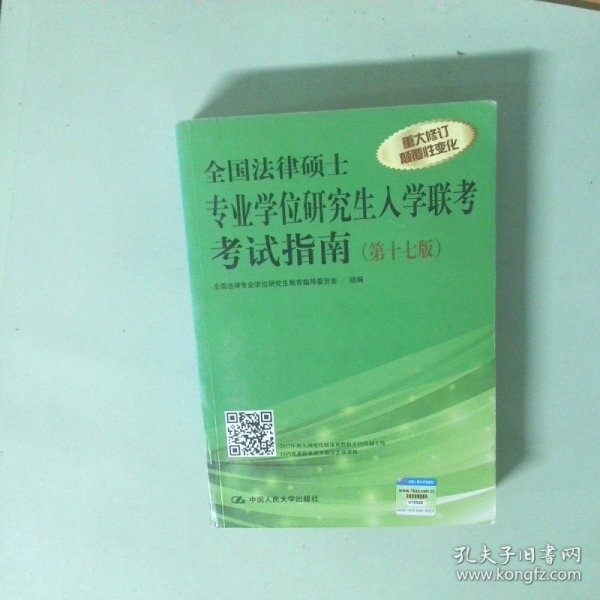 重大修订
颠覆性变化
全国法律硕士
专业学位研究生入学联考
考试指南（第十七版）
全国法律专业学位研究生教育指导委员会 / 组编
中国人民大学出版社
孔夫子旧书网
www.kongfz.com